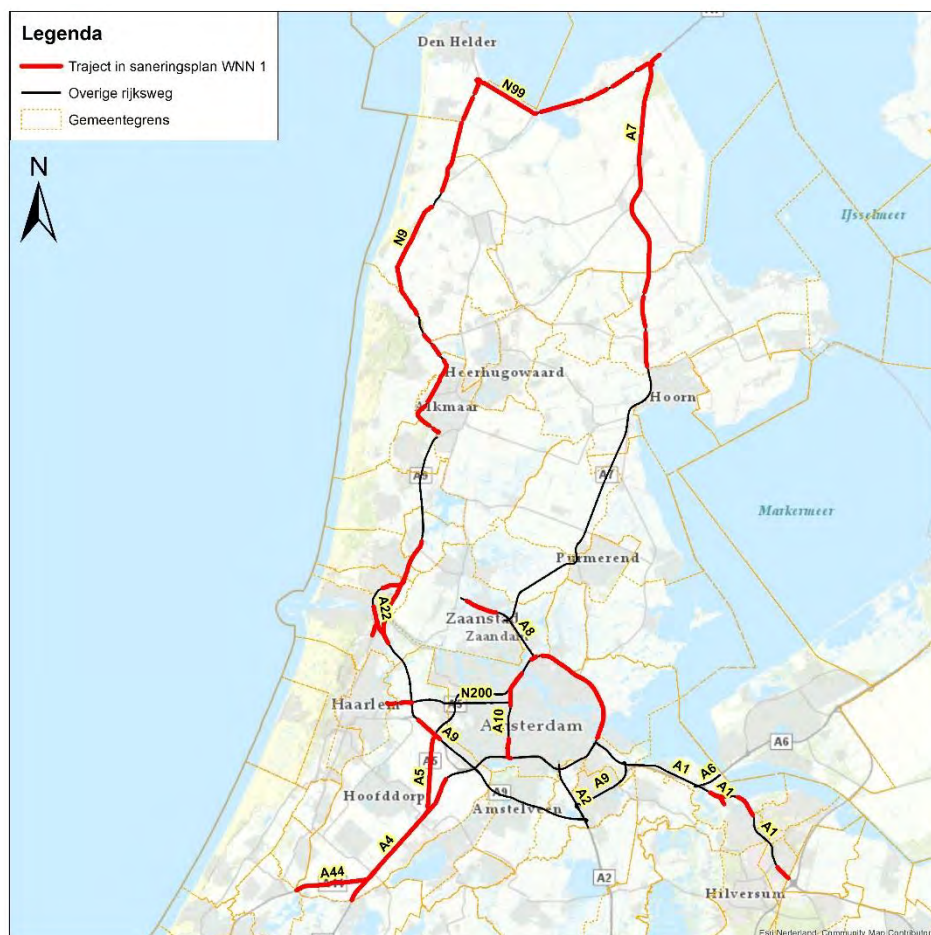 Legenda
Traject in saneringsplan WNN 1
Overige rijksweg
Gemeentegrens
N
Den Helder
N99
A7
IJsselmeer
N9
Heerhugowaard
Alkmaar
Hoorn
A9
A7
Markermeer
Purmerend
A22
Zaanstad
A8
Zaandam
N200
Haarlem
A5
A10
Amsterdam
A9
A6
A5
A5
A1
A6
A9
A1
Hoofddorp
A9
A2
Amstelveen
A4
A1
A44
A44
A2
Hilversum
Esri Nederland, Community Map Contributors